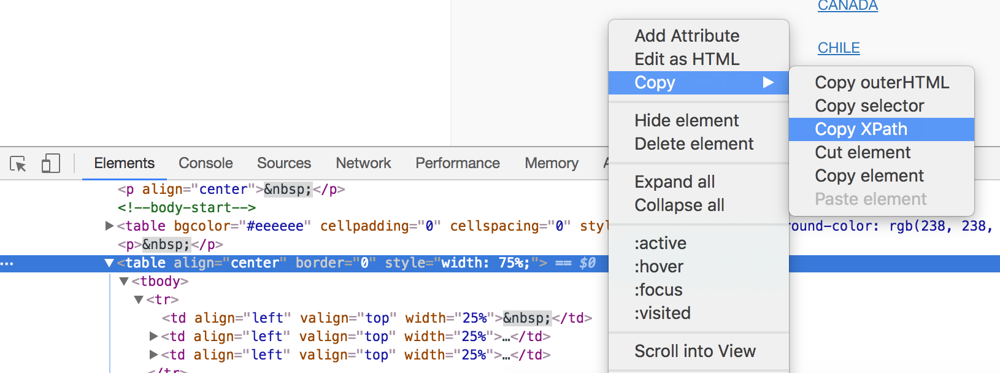 CANADA
CHILE
Add Attribute
Edit as HTML
Copy
Hide element
Delete element
Expand all
Collapse all
:active
:hover
:focus
:visited
Scroll into View
Copy outerHTML
Copy selector
Copy XPath
Cut element
Copy element
Paste element
Elements Console Sources Network Performance Memory
<p align="center">&nbsp;</p>
<!--body-start-->
<table bgcolor="#eeeeee" cellpadding="0" cellspacing="0" styl round-color: rgb(238, 238,
<p>&nbsp;</p>
… <table align="center" border="0" style="width: 75%;"> == $0
<tbody>
<tr>
<td align="left" valign="top" width="25%">&nbsp;</td>
<td align="left" valign="top" width="25%">…</td>
<td align="left" valign="top" width="25%">…</td>
</tr>